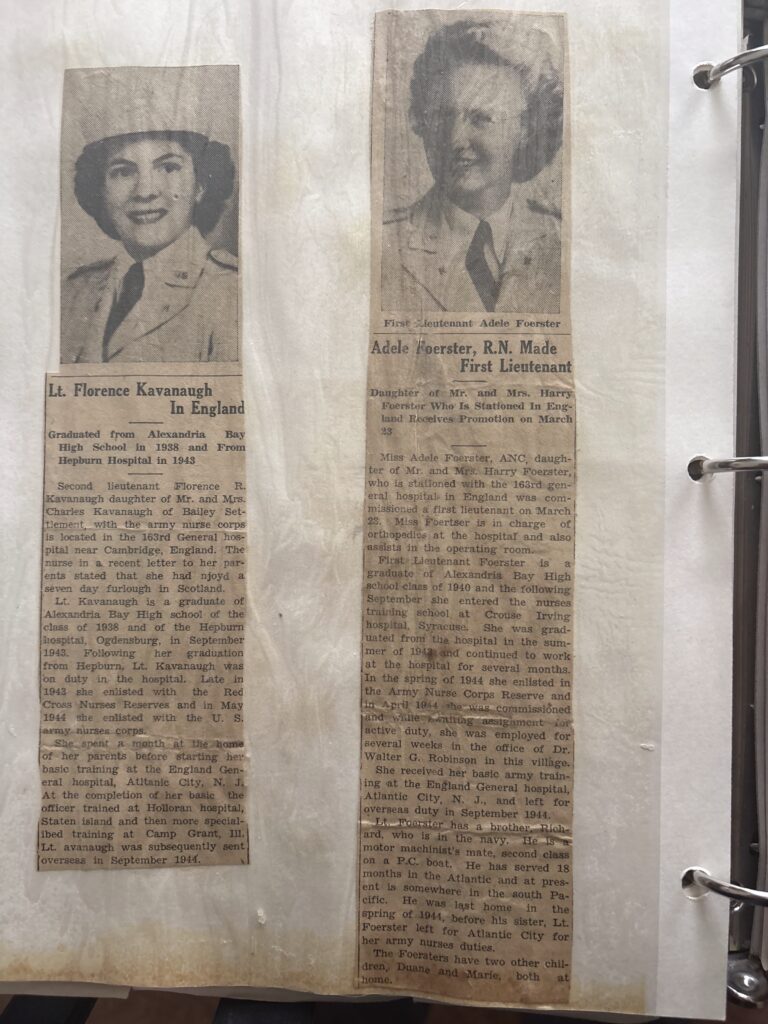 Lt. Florence Kavanaugh
In England
Graduated from Alexandria Bay
High School in 1938 and From
Hepburn Hospital in 1943
Second lieutenant Florence R.
Kavanaugh daughter of Mr. and Mrs.
Charles Kavanaugh of Bailey Set-
tlement, with the army nurse corps
is located in the 163rd General hos-
pital near Cambridge, England. The
nurse in a recent letter to her par-
ents stated that she had njoyd a
seven day furlough in Scotland.
Lt. Kavanaugh is a graduate of
Alexandria Bay High school of the
class of 1938 and of the Hepburn
hospital, Ogdensburg, in September
1943. Following her graduation
from Hepburn, Lt. Kavanaugh was
on duty in the hospital. Late in
1943 she enlisted with the Red
Cross Nurses Reserves and in May
1944 she enlisted with the U. S.
army nurses corps.
She spent a month at the home
of her parents before starting her
basic training at the England Gen-
eral hospital, Atltanic City, N. J.
At the completion of her basic the
officer trained at Holloran hospital,
Staten island and then more special-
ibed training at Camp Grant, Ill.
Lt. avanaugh was subsequently sent
overseas in September 1944.
First Lieutenant Adele Foerster
Adele Foerster, R.N. Made
First Lieutenant
Daughter of Mr. and Mrs. Harry
Fuerster Who Is Stationed In Eng-
land Receives Promotion on March
23
Miss Adele Foerster, ANC, daugh-
ter of Mr. and Mrs. Harry Foerster,
who is stationed with the 163rd gen-
eral hospital in England was com-
missioned a first lieutenant on March
23. Miss Foertser is in charge of
orthopedics at the hospital and also
assists in the operating room.
First Lieutenant Foerster is a
graduate of Alexandria Bay High
school class of 1940 and the following
September she entered the nurses
training school at Crouse Irving
hospital, Syracuse. She was grad-
uated from the hospital in the sum-
mer of 1943 and continued to work
at the hospital for several months.
In the spring of 1944 she enlisted in
the Army Nurse Corps Reserve and
in April 1944 she was commissioned
and while awaiting assignment for
active duty, she was employed for
several weeks in the office of Dr.
Walter G. Robinson in this village.
She received her basic army train-
ing at the England General hospital,
Atlantic City, N. J., and left for
overseas duty in September 1944.
Lt. Foerster has a brother, Rich-
ard, who is in the navy. He is a
motor machinist's mate, second class
on a P.C. boat. He has served 18
months in the Atlantic and at pres-
ent is somewhere in the south Pa-
cific. He was last home in the
spring of 1944, before his sister, Lt.
Foerster left for Atlantic City for
her army nurses duties.
The Foersters have two other chil-
dren, Duane and Marie, both at
home.